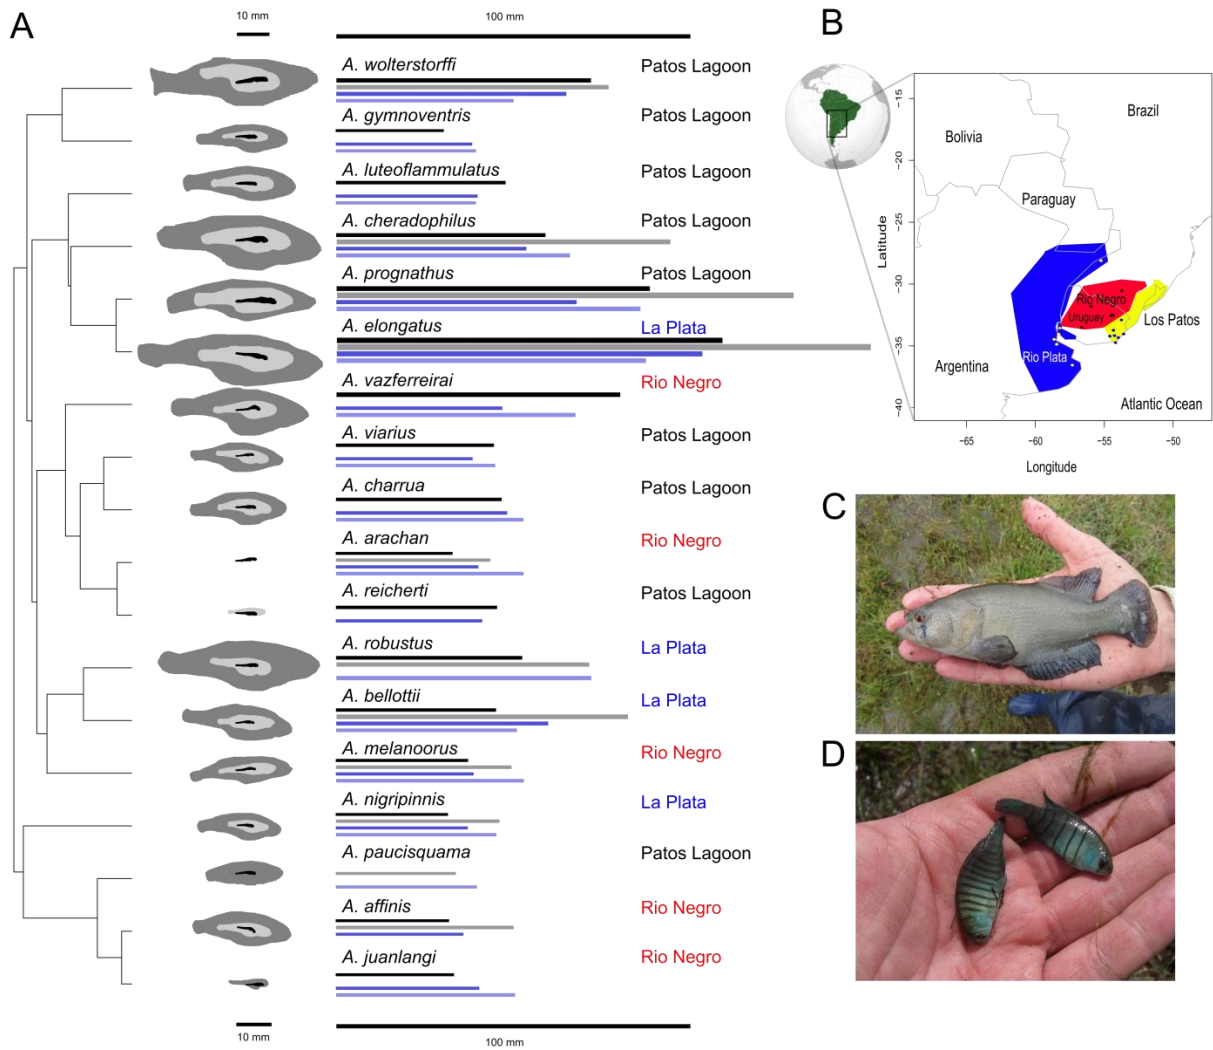 A
10 mm
100 mm
A. wolterstorffi
Patos Lagoon
A. gymnoventris
Patos Lagoon
A. luteoflammulatus
Patos Lagoon
A. cheradophilus
Patos Lagoon
A. prognathus
Patos Lagoon
A. elongatus
La Plata
A. vazferreirai
Rio Negro
A. viarius
Patos Lagoon
A. charrua
Patos Lagoon
A. arachan
Rio Negro
A. reicherti
Patos Lagoon
A. robustus
La Plata
A. bellottii
La Plata
A. melanoorus
Rio Negro
A. nigripinnis
La Plata
A. paucisquama
Patos Lagoon
A. affinis
Rio Negro
A. juanlangi
Rio Negro
10 mm
100 mm
B
Brazil
Bolivia
Paraguay
Rio Negro
Uruguay
Los Patos
Rio Plata
Argentina
Atlantic Ocean
Latitude
−15
−20
−25
−30
−35
−40
−65
−60
−55
−50
Longitude
C
D